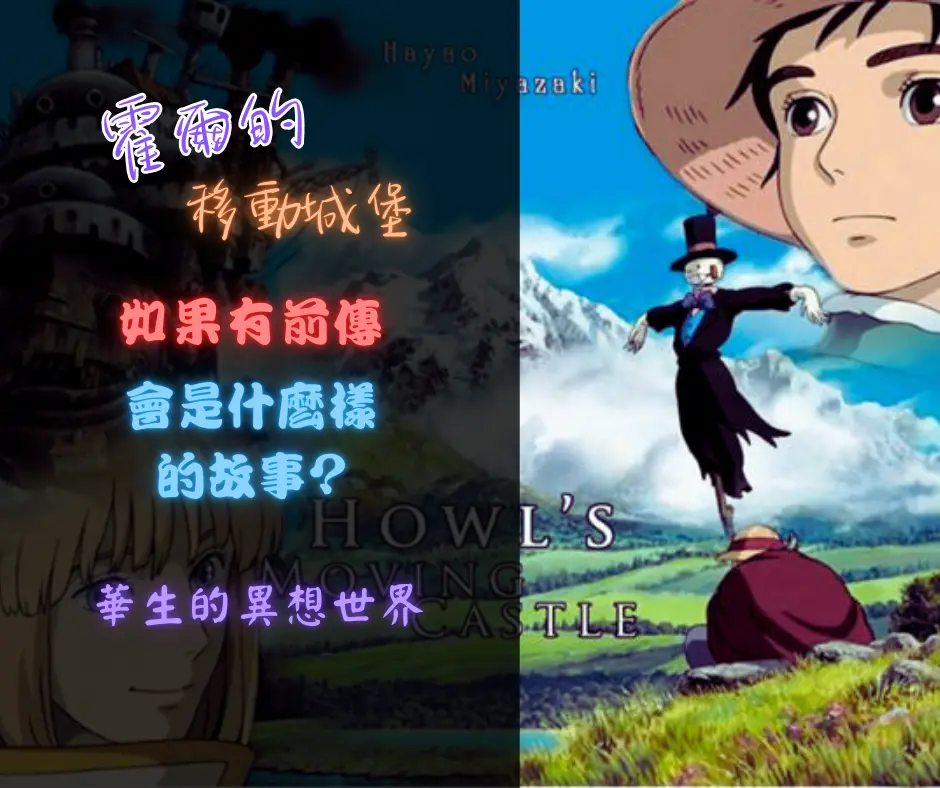 Hayao
Miyazaki
霍爾的
移動城堡
如果有前傳
會是什麼樣
的故事?
HOWL'S
MOVING
CASTLE
華生的異想世界